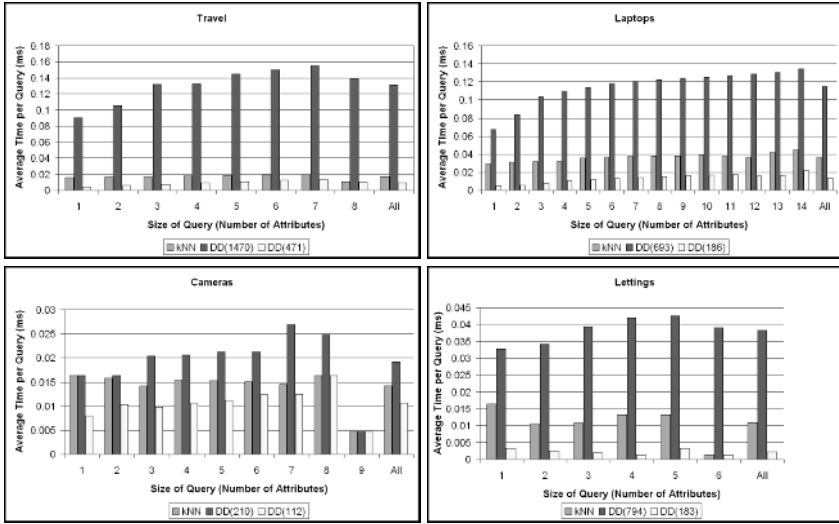 Travel
Average Time per Query (ms)
0.18
0.16
0.14
0.12
0.1
0.08
0.06
0.04
0.02
0
1 2 3 4 5 6 7 8 All
Size of Query (Number of Attributes)
kNN DD(1470) DD(471)
Laptops
Average Time per Query (ms)
0.16
0.14
0.12
0.1
0.08
0.06
0.04
0.02
0
1 2 3 4 5 6 7 8 9 10 11 12 13 14 All
Size of Query (Number of Attributes)
kNN DD(693) DD(186)
Cameras
Average Time per Query (ms)
0.03
0.025
0.02
0.015
0.01
0.005
0
1 2 3 4 5 6 7 8 9 All
Size of Query (Number of Attributes)
kNN DD(210) DD(112)
Lettings
Average Time per Query (ms)
0.045
0.04
0.035
0.03
0.025
0.02
0.015
0.01
0.005
0
1 2 3 4 5 6 All
Size of Query (Number of Attributes)
kNN DD(794) DD(183)